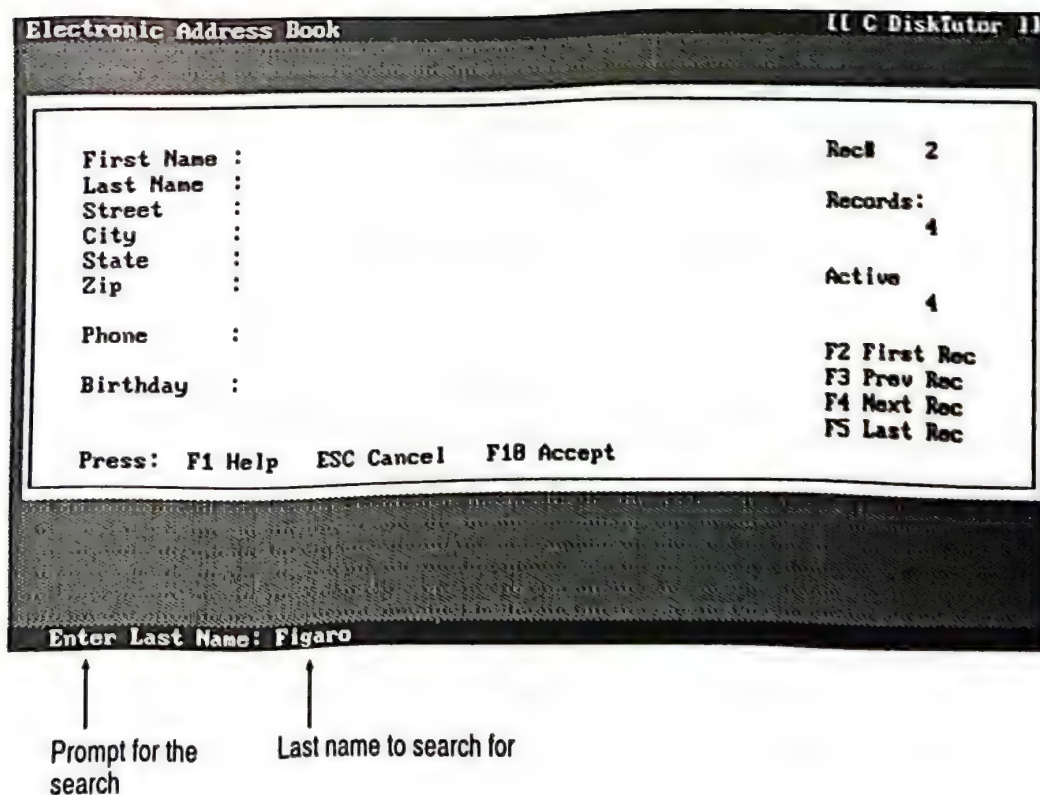 Electronic Address Book
[[ C DiskTutor ]]
First Name :
Last Name :
Street :
City :
State :
Zip :
Phone :
Birthday :
Press: F1 Help ESC Cancel F10 Accept
Rec# 2
Records:
4
Active
4
F2 First Rec
F3 Prev Rec
F4 Next Rec
F5 Last Rec
Enter Last Name: Figaro
Prompt for the
search
Last name to search for